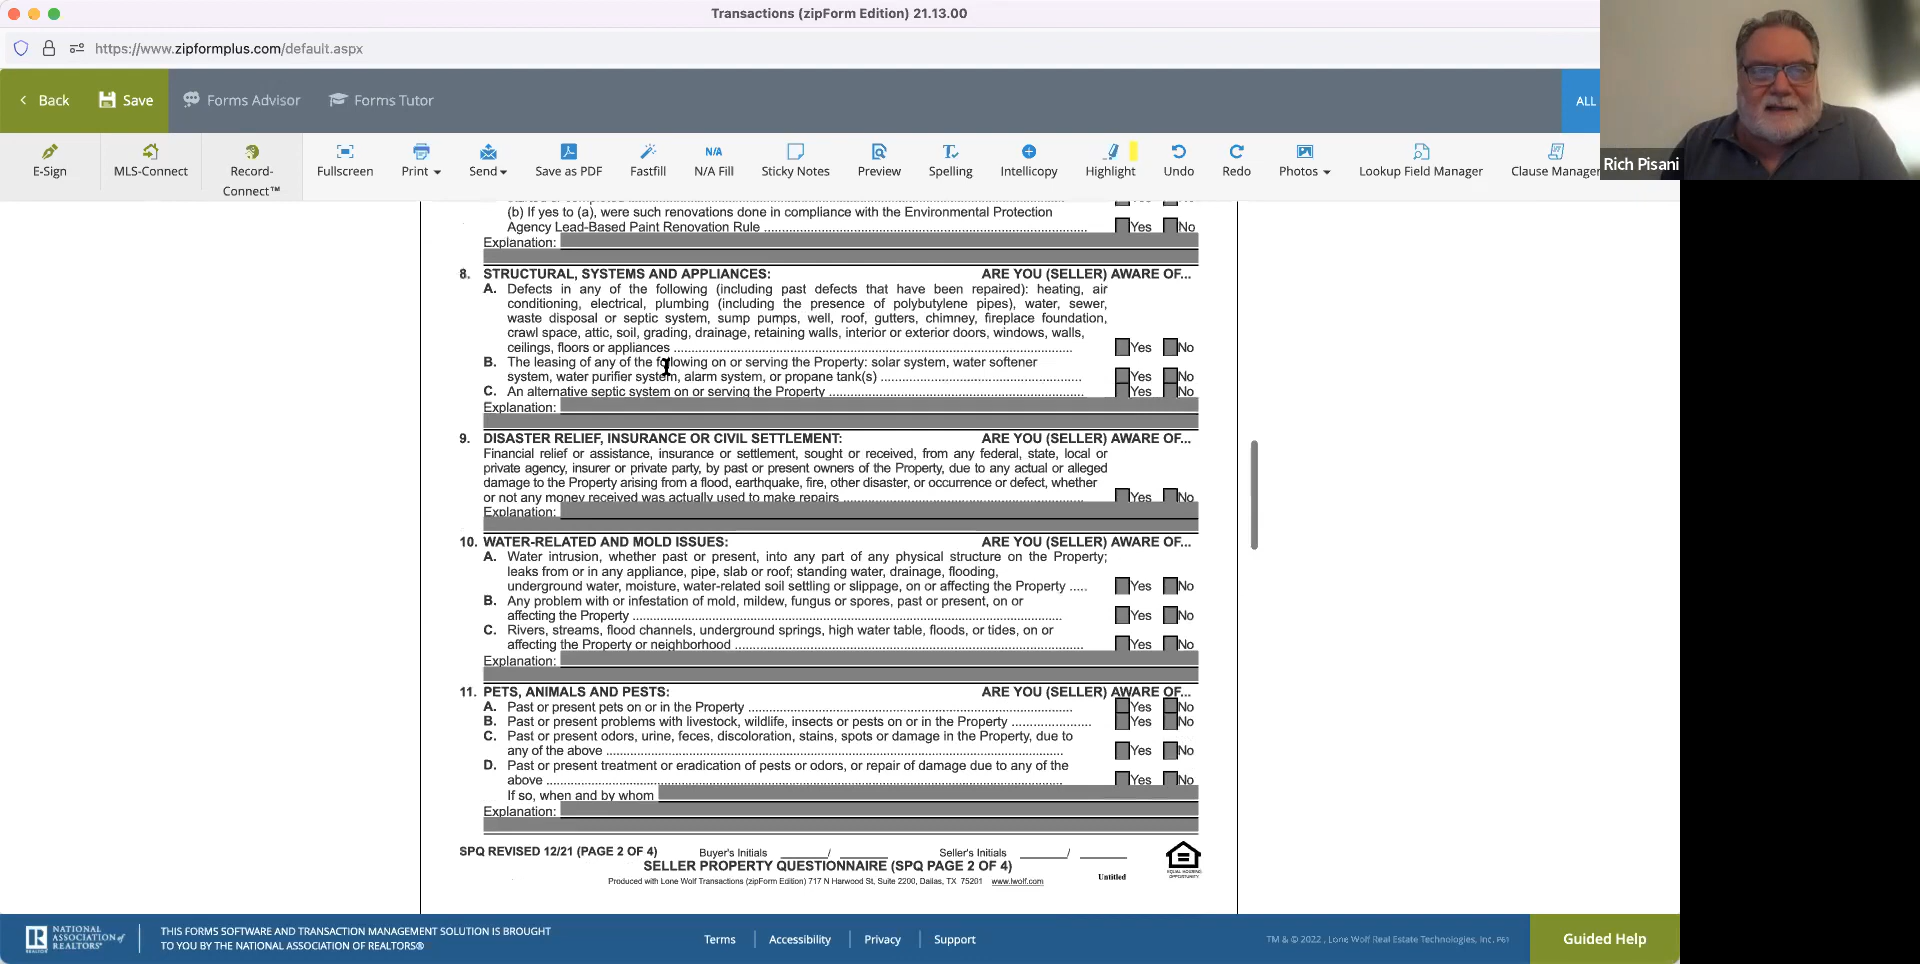 Transactions (zipForm Edition) 21.13.00
https://www.zipformplus.com/default.aspx
Back
Save
Forms Advisor
Forms Tutor
ALL
E-Sign
MLS-Connect
Record-
Connect™
Fullscreen
Print
Send
Save as PDF
Fastfill
N/A
N/A Fill
Sticky Notes
Preview
Spelling
Intellicopy
Highlight
Undo
Redo
Photos
Lookup Field Manager
Clause Manager
Rich Pisani
(b) If yes to (a), were such renovations done in compliance with the Environmental Protection
Agency Lead-Based Paint Renovation Rule Yes No
Explanation:
8. STRUCTURAL, SYSTEMS AND APPLIANCES: ARE YOU (SELLER) AWARE OF...
A. Defects in any of the following (including past defects that have been repaired): heating, air
conditioning, electrical, plumbing (including the presence of polybutylene pipes), water, sewer,
waste disposal or septic system, sump pumps, well, roof, gutters, chimney, fireplace foundation,
crawl space, attic, soil, grading, drainage, retaining walls, interior or exterior doors, windows, walls,
ceilings, floors or appliances Yes No
B. The leasing of any of the following on or serving the Property: solar system, water softener
system, water purifier system, alarm system, or propane tank(s) Yes No
C. An alternative septic system on or serving the Property Yes No
Explanation:
9. DISASTER RELIEF, INSURANCE OR CIVIL SETTLEMENT: ARE YOU (SELLER) AWARE OF...
Financial relief or assistance, insurance or settlement, sought or received, from any federal, state, local or
private agency, insurer or private party, by past or present owners of the Property, due to any actual or alleged
damage to the Property arising from a flood, earthquake, fire, other disaster, or occurrence or defect, whether
or not any money received was actually used to make repairs Yes No
Explanation:
10. WATER-RELATED AND MOLD ISSUES: ARE YOU (SELLER) AWARE OF...
A. Water intrusion, whether past or present, into any part of any physical structure on the Property;
leaks from or in any appliance, pipe, slab or roof; standing water, drainage, flooding,
underground water, moisture, water-related soil settling or slippage, on or affecting the Property Yes No
B. Any problem with or infestation of mold, mildew, fungus or spores, past or present, on or
affecting the Property Yes No
C. Rivers, streams, flood channels, underground springs, high water table, floods, or tides, on or
affecting the Property or neighborhood Yes No
Explanation:
11. PETS, ANIMALS AND PESTS: ARE YOU (SELLER) AWARE OF...
A. Past or present pets on or in the Property Yes No
B. Past or present problems with livestock, wildlife, insects or pests on or in the Property Yes No
C. Past or present odors, urine, feces, discoloration, stains, spots or damage in the Property, due to
any of the above Yes No
D. Past or present treatment or eradication of pests or odors, or repair of damage due to any of the
above Yes No
If so, when and by whom
Explanation:
SPQ REVISED 12/21 (PAGE 2 OF 4) Buyer's Initials / Seller's Initials /
SELLER PROPERTY QUESTIONNAIRE (SPQ PAGE 2 OF 4)
EQUAL HOUSING
OPPORTUNITY
Produced with Lone Wolf Transactions (zipForm Edition) 717 N Harwood St, Suite 2200, Dallas, TX 75201 www.lwolf.com Untitled
NATIONAL
ASSOCIATION of
REALTORS®
THIS FORMS SOFTWARE AND TRANSACTION MANAGEMENT SOLUTION IS BROUGHT
TO YOU BY THE NATIONAL ASSOCIATION OF REALTORS®
Terms
Accessibility
Privacy
Support
TM & © 2022 , Lone Wolf Real Estate Technologies, Inc. P61
Guided Help